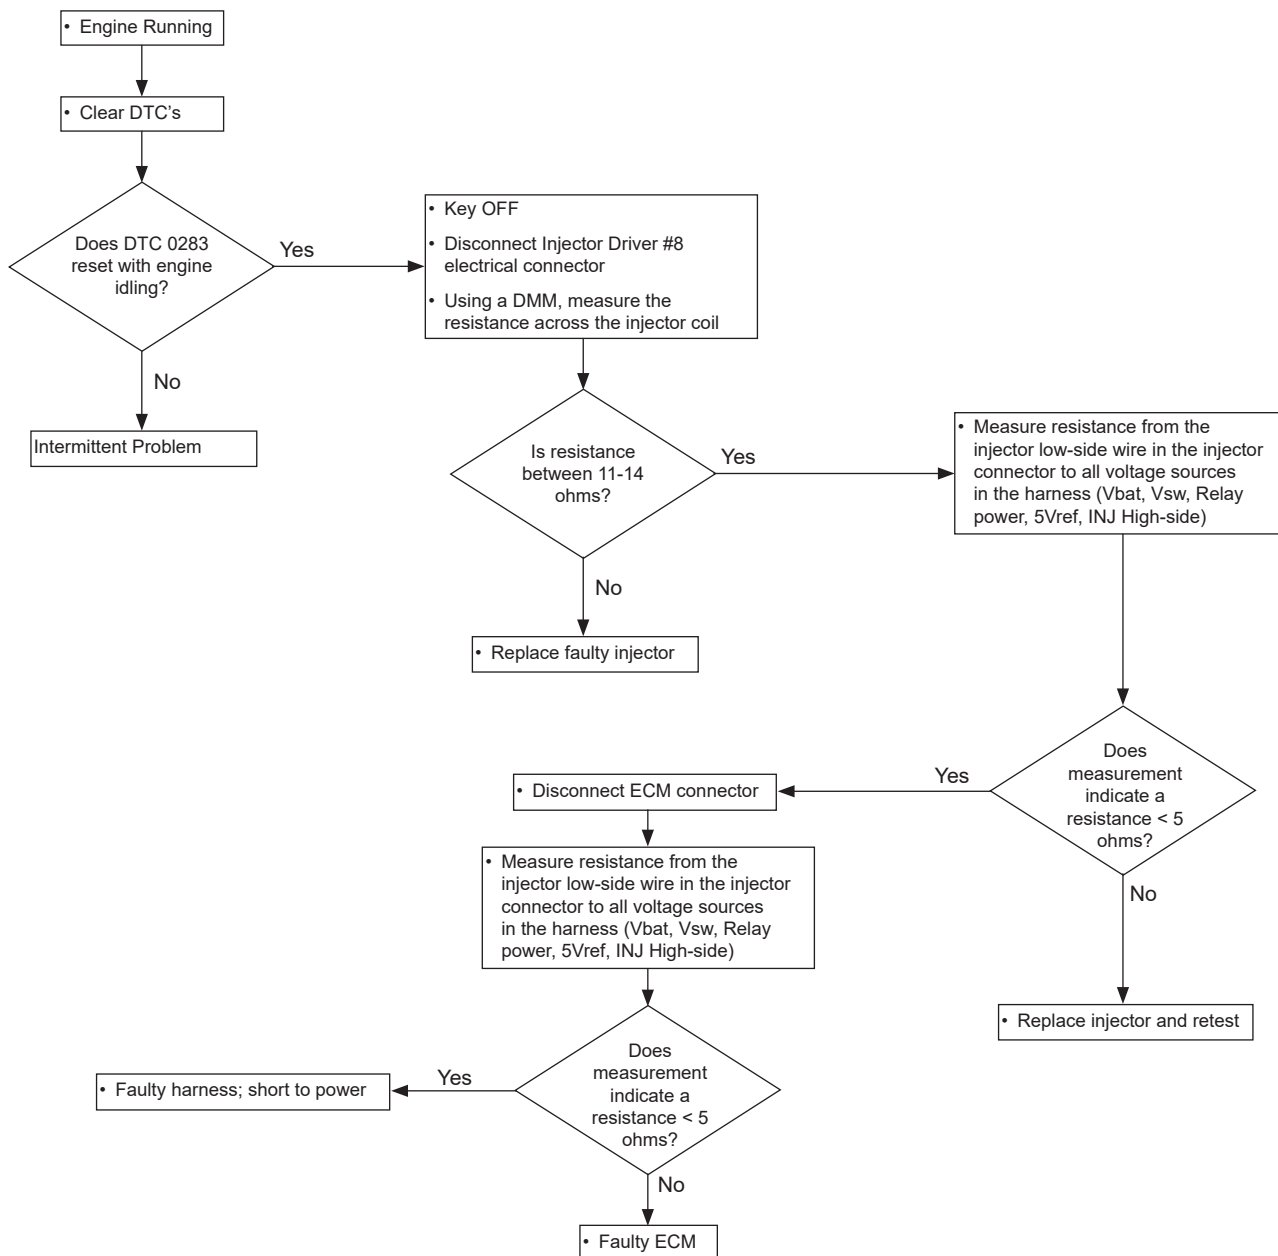 • Engine Running
• Clear DTC's
Does DTC 0283
reset with engine
idling?
Yes
No
Intermittent Problem
• Key OFF
• Disconnect Injector Driver #8
electrical connector
• Using a DMM, measure the
resistance across the injector coil
Is resistance
between 11-14
ohms?
Yes
No
• Replace faulty injector
• Measure resistance from the
injector low-side wire in the injector
connector to all voltage sources
in the harness (Vbat, Vsw, Relay
power, 5Vref, INJ High-side)
Does
measurement
indicate a
resistance < 5
ohms?
Yes
No
• Replace injector and retest
• Disconnect ECM connector
• Measure resistance from the
injector low-side wire in the injector
connector to all voltage sources
in the harness (Vbat, Vsw, Relay
power, 5Vref, INJ High-side)
Does
measurement
indicate a
resistance < 5
ohms?
Yes
• Faulty harness; short to power
No
• Faulty ECM